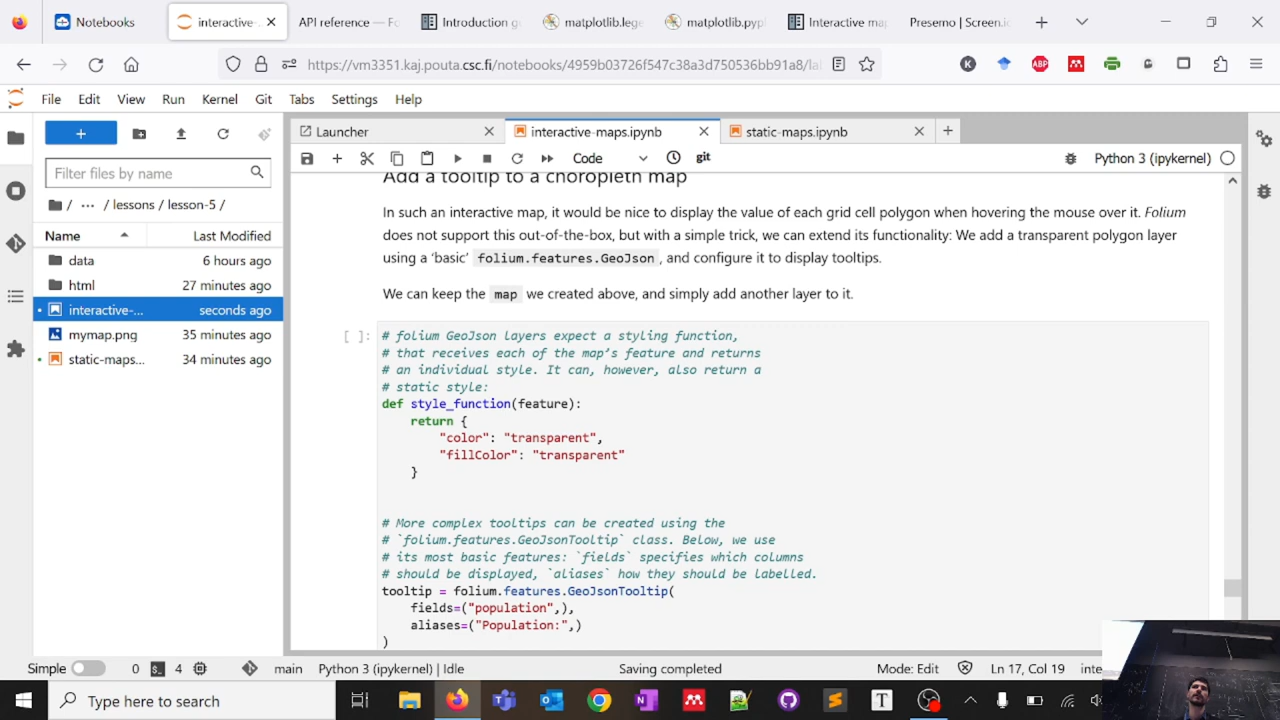 Notebooks
interactive-
API reference — Fo
Introduction g
matplotlib.lege
matplotlib.pypl
Interactive map
Presemo | Screen.io
https://vm3351.kaj.pouta.csc.fi/notebooks/4959b03726f547c38a3d750536bb91a8/lal
File Edit View Run Kernel Git Tabs Settings Help
Launcher
interactive-maps.ipynb
static-maps.ipynb
Code
git
Python 3 (ipykernel)
Filter files by name
/ ... / lessons / lesson-5 /
Name Last Modified
data 6 hours ago
html 27 minutes ago
interactive-... seconds ago
mymap.png 35 minutes ago
static-maps... 34 minutes ago
Add a tooltip to a choropleth map
In such an interactive map, it would be nice to display the value of each grid cell polygon when hovering the mouse over it. Folium
does not support this out-of-the-box, but with a simple trick, we can extend its functionality: We add a transparent polygon layer
using a ‘basic’ folium.features.GeoJson , and configure it to display tooltips.
We can keep the map we created above, and simply add another layer to it.
[ ]:
# folium GeoJson layers expect a styling function,
# that receives each of the map’s feature and returns
# an individual style. It can, however, also return a
# static style:
def style_function(feature):
return {
"color": "transparent",
"fillColor": "transparent"
}
# More complex tooltips can be created using the
# `folium.features.GeoJsonTooltip` class. Below, we use
# its most basic features: `fields` specifies which columns
# should be displayed, `aliases` how they should be labelled.
tooltip = folium.features.GeoJsonTooltip(
fields=("population",),
aliases=("Population:",)
)
Simple 0 4 main Python 3 (ipykernel) | Idle Saving completed Mode: Edit Ln 17, Col 19 inte
Type here to search